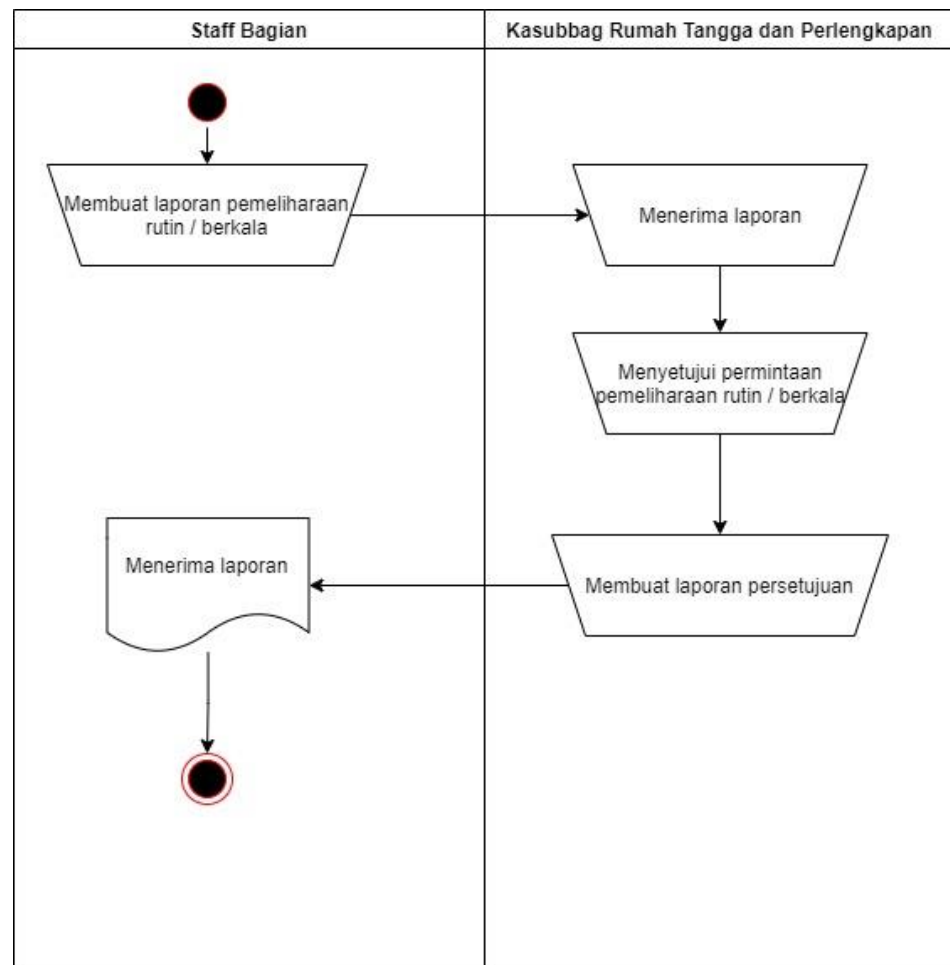 Staff Bagian
Kasubbag Rumah Tangga dan Perlengkapan
Membuat laporan pemeliharaan
rutin / berkala
Menerima laporan
Menyetujui permintaan
pemeliharaan rutin / berkala
Membuat laporan persetujuan
Menerima laporan